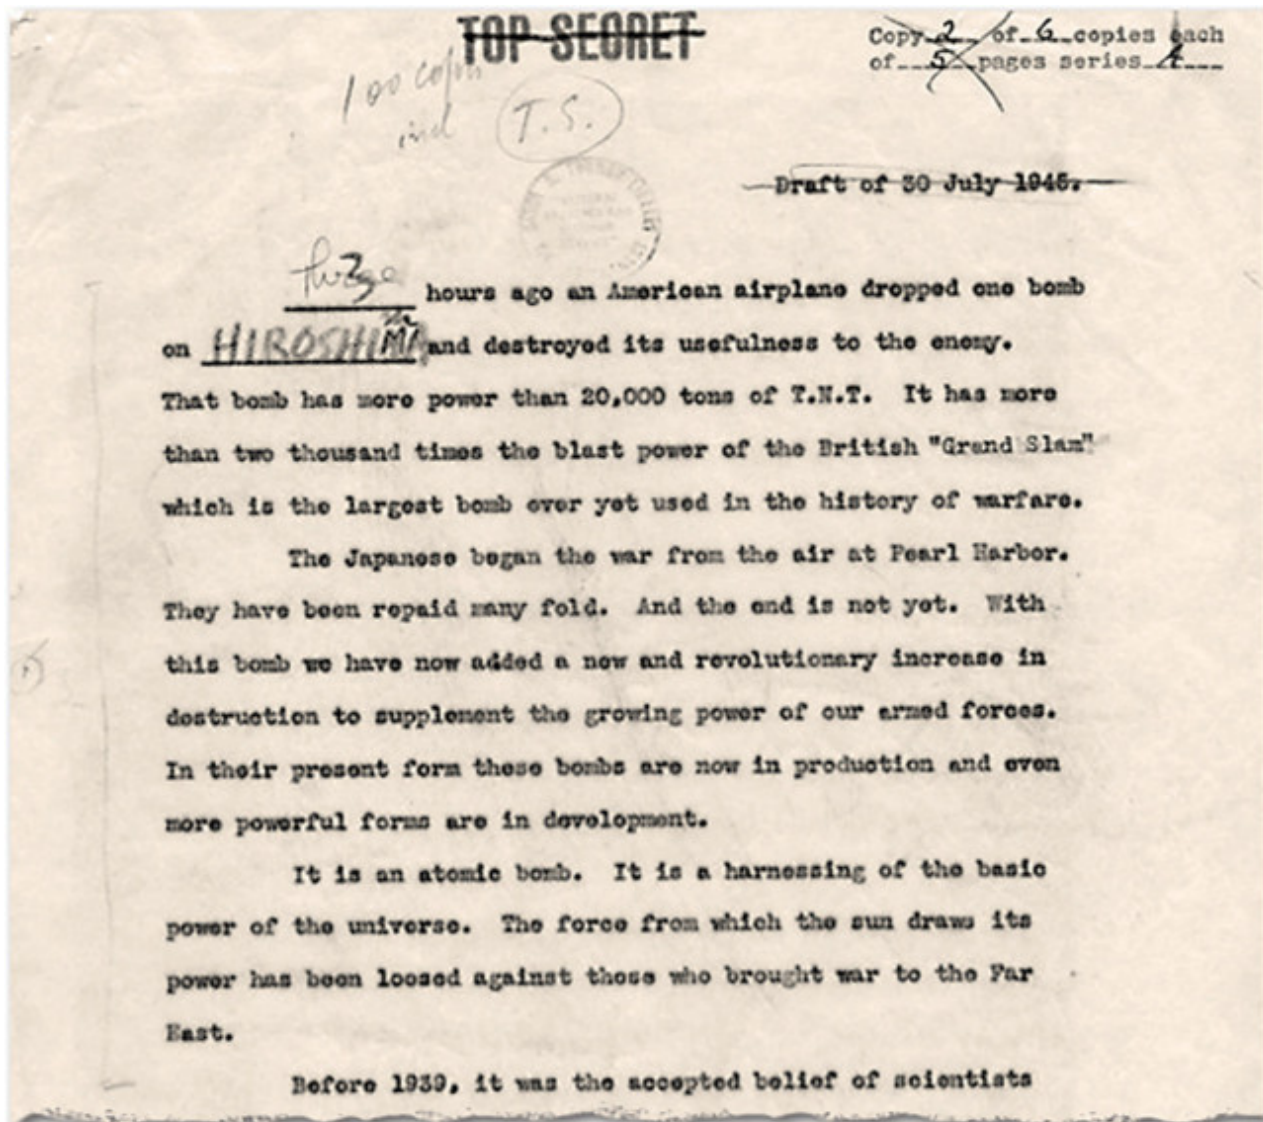 TOP SECRET
Copy 2 of 6 copies each
of 5 pages series A
100 copies
T.S.
Draft of 30 July 1945.
hours ago an American airplane dropped one bomb
on HIROSHIMA and destroyed its usefulness to the enemy.
That bomb has more power than 20,000 tons of T.N.T. It has more
than two thousand times the blast power of the British "Grand Slam"
which is the largest bomb ever yet used in the history of warfare.
The Japanese began the war from the air at Pearl Harbor.
They have been repaid many fold. And the end is not yet. With
this bomb we have now added a new and revolutionary increase in
destruction to supplement the growing power of our armed forces.
In their present form these bombs are now in production and even
more powerful forms are in development.
It is an atomic bomb. It is a harnessing of the basic
power of the universe. The force from which the sun draws its
power has been loosed against those who brought war to the Far
East.
Before 1939, it was the accepted belief of scientists